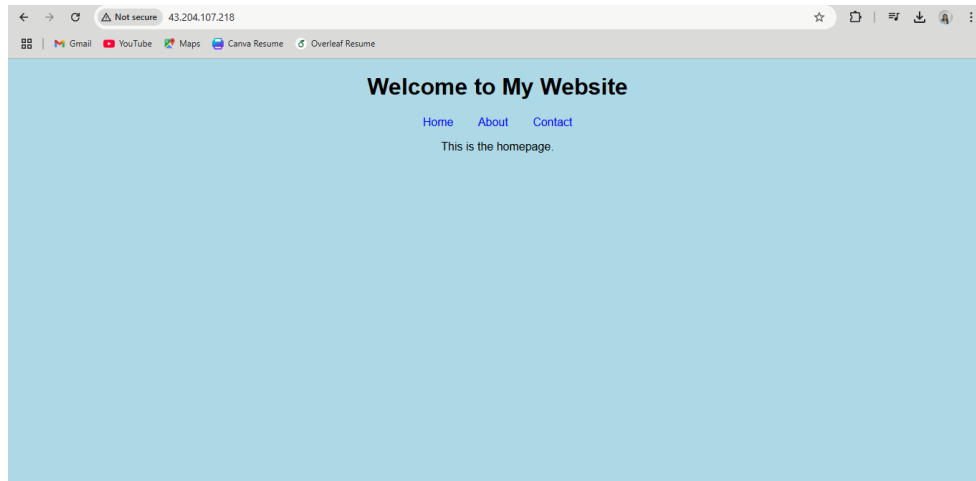 Not secure 43.204.107.218
Gmail YouTube Maps Canva Resume Overleaf Resume
Welcome to My Website
Home About Contact
This is the homepage.